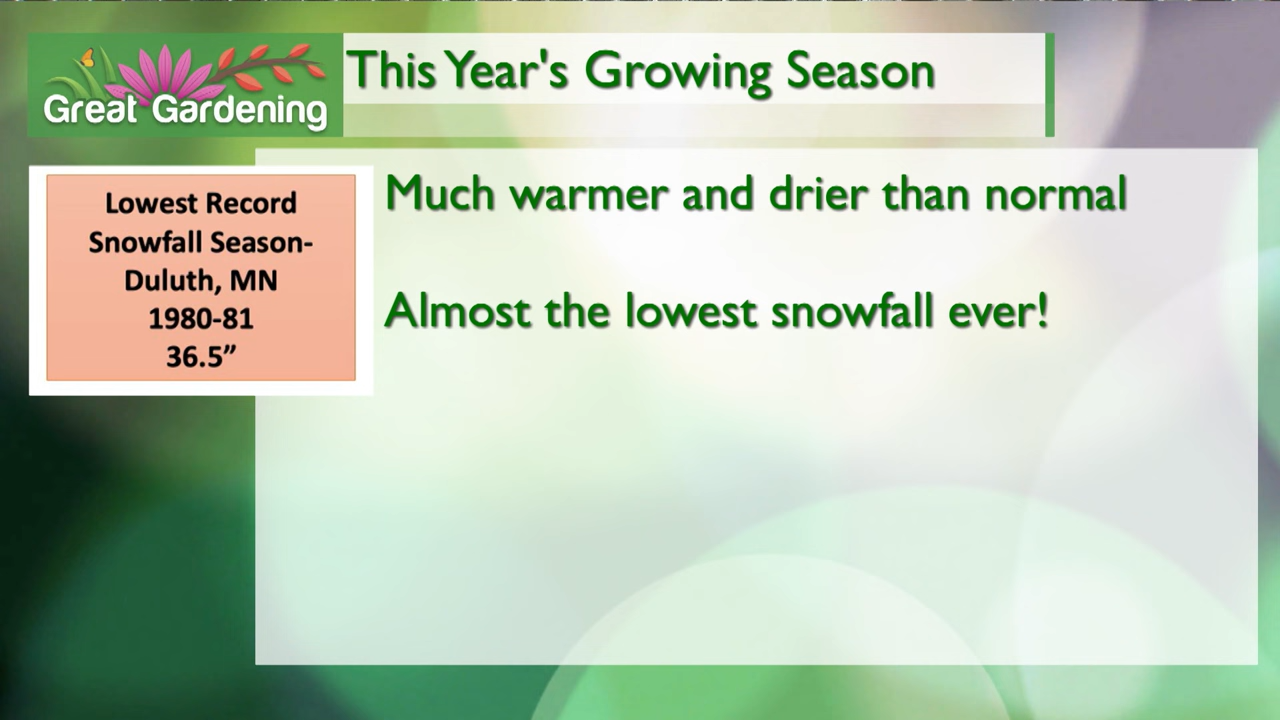 Great Gardening
This Year's Growing Season
Lowest Record
Snowfall Season-
Duluth, MN
1980-81
36.5”
Much warmer and drier than normal
Almost the lowest snowfall ever!